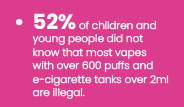 • 52% of children and
young people did not
know that most vapes
with over 600 puffs and
e-cigarette tanks over 2ml
are illegal.